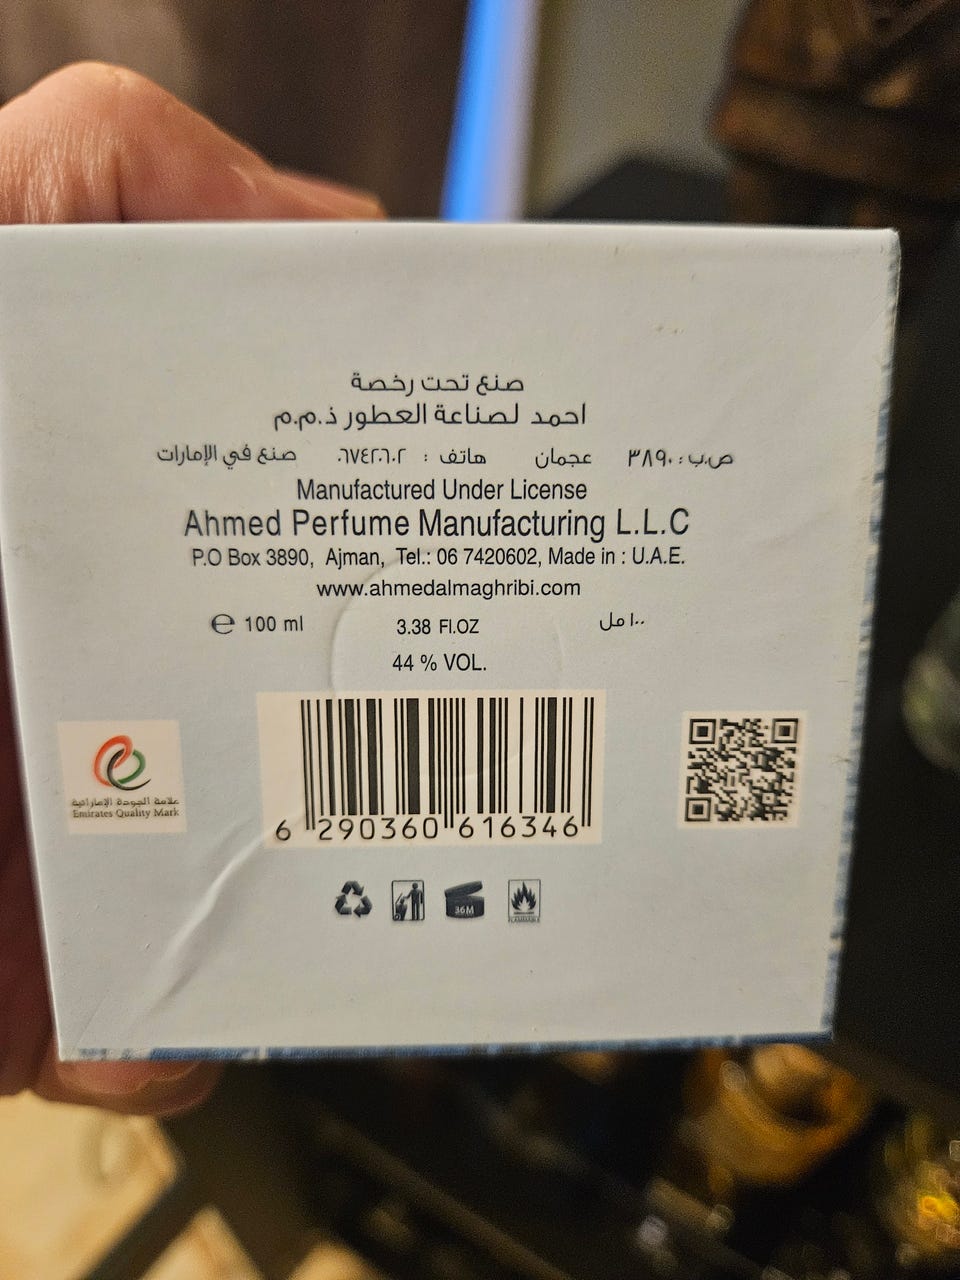 صنع تحت رخصة
احمد لصناعة العطور ذ.م.م
ص.ب: ٣٨٩٠ عجمان هاتف : ٠٦٧٤٢٠٦٠٢ صنع في الإمارات
Manufactured Under License
Ahmed Perfume Manufacturing L.L.C
P.O Box 3890, Ajman, Tel.: 06 7420602, Made in : U.A.E.
www.ahmedalmaghribi.com
℮ 100 ml 3.38 Fl.OZ ١٠٠ مل
44 % VOL.
علامة الجودة الإماراتية
Emirates Quality Mark
6 290360 616346
36M
FLAMMABLE